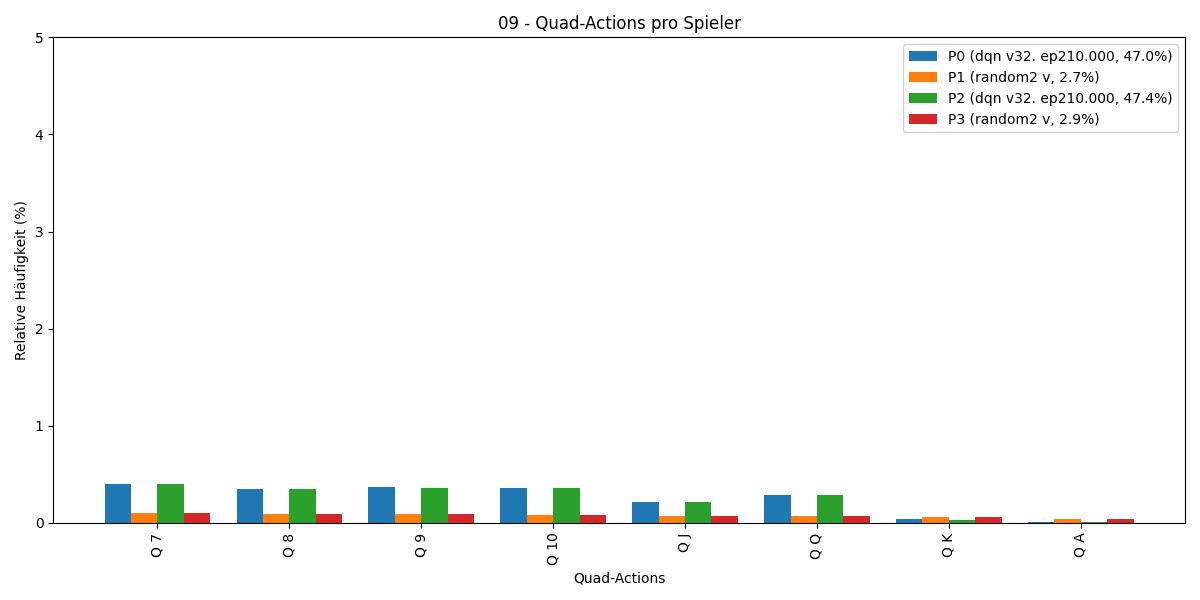 09 - Quad-Actions pro Spieler
P0 (dqn v32. ep210.000, 47.0%)
P1 (random2 v, 2.7%)
P2 (dqn v32. ep210.000, 47.4%)
P3 (random2 v, 2.9%)
Relative Häufigkeit (%)
5
4
3
2
1
0
Q 7
Q 8
Q 9
Q 10
Q J
Q Q
Q K
Q A
Quad-Actions